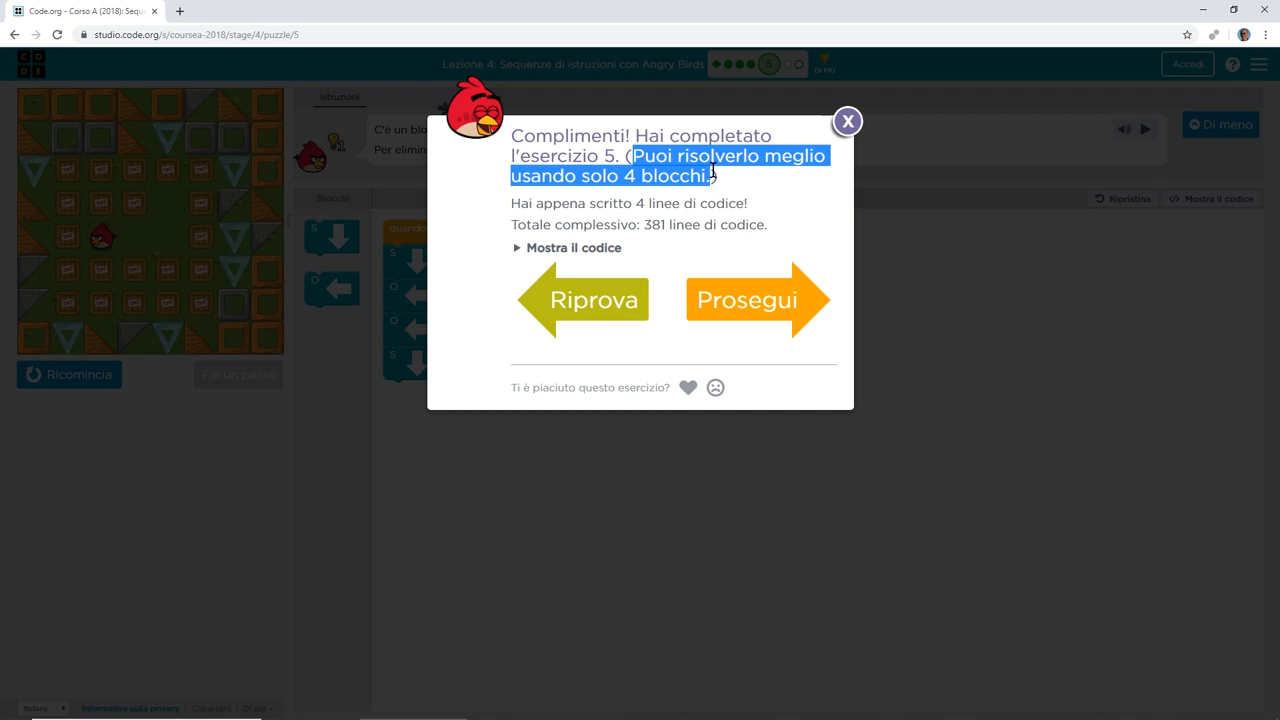 Code.org - Corso A (2018): Sequ
studio.code.org/s/coursea-2018/stage/4/puzzle/5
C O
D E
Lezione 4: Sequenze di istruzioni con Angry Birds
5
DI PIÙ
Accedi
Istruzioni
C'è un blo
Per elimin
Di meno
Blocchi
Ripristina
Mostra il codice
S
O
quando
S
O
O
S
Ricomincia
Fai un passo
X
Complimenti! Hai completato
l'esercizio 5. (Puoi risolverlo meglio
usando solo 4 blocchi.)
Hai appena scritto 4 linee di codice!
Totale complessivo: 381 linee di codice.
Mostra il codice
Riprova
Prosegui
Ti è piaciuto questo esercizio?
Italiano
Informativa sulla privacy | Copyright | Di più